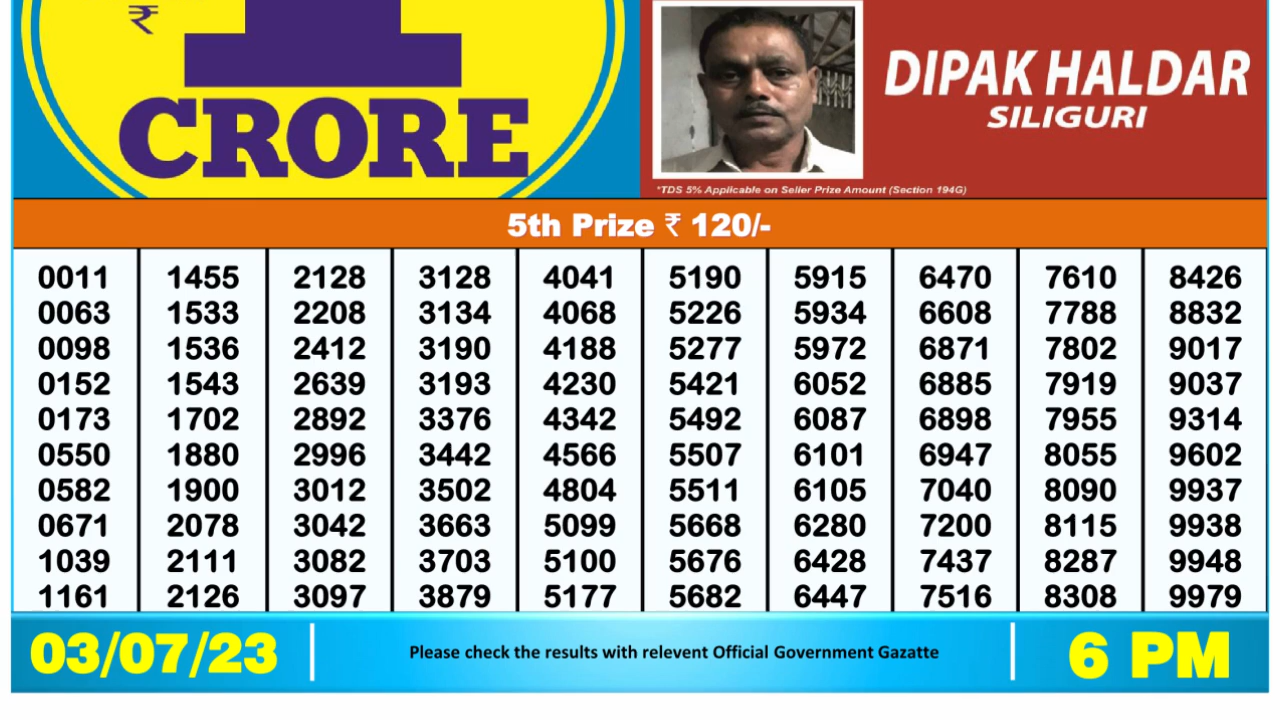 ₹
1
CRORE
DIPAK HALDAR
SILIGURI
*TDS 5% Applicable on Seller Prize Amount (Section 194G)
5th Prize ₹ 120/-
0011 1455 2128 3128 4041 5190 5915 6470 7610 8426
0063 1533 2208 3134 4068 5226 5934 6608 7788 8832
0098 1536 2412 3190 4188 5277 5972 6871 7802 9017
0152 1543 2639 3193 4230 5421 6052 6885 7919 9037
0173 1702 2892 3376 4342 5492 6087 6898 7955 9314
0550 1880 2996 3442 4566 5507 6101 6947 8055 9602
0582 1900 3012 3502 4804 5511 6105 7040 8090 9937
0671 2078 3042 3663 5099 5668 6280 7200 8115 9938
1039 2111 3082 3703 5100 5676 6428 7437 8287 9948
1161 2126 3097 3879 5177 5682 6447 7516 8308 9979
03/07/23
Please check the results with relevent Official Government Gazatte
6 PM